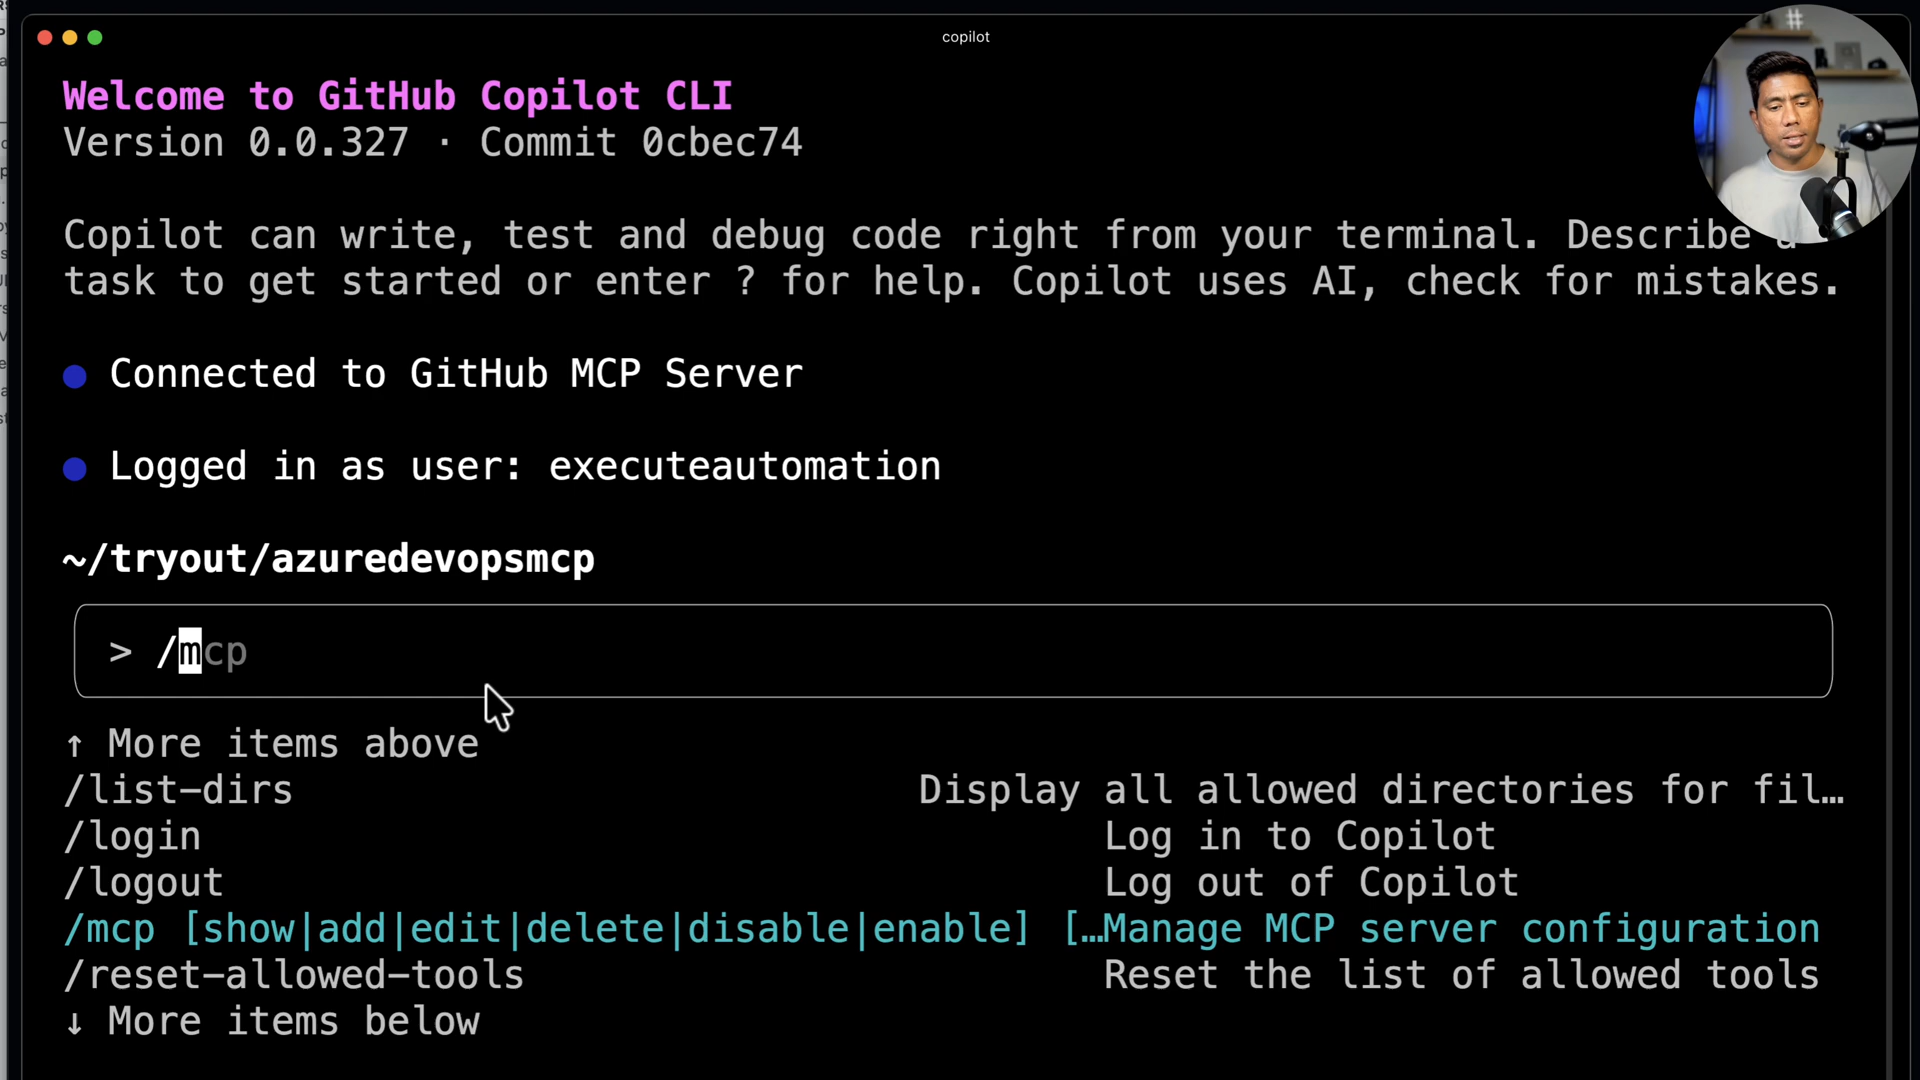 copilot
Welcome to GitHub Copilot CLI
Version 0.0.327 · Commit 0cbec74
Copilot can write, test and debug code right from your terminal. Describe a
task to get started or enter ? for help. Copilot uses AI, check for mistakes.
● Connected to GitHub MCP Server
● Logged in as user: executeautomation
~/tryout/azuredevopsmcp
> /mcp
↑ More items above
/list-dirs Display all allowed directories for fil…
/login Log in to Copilot
/logout Log out of Copilot
/mcp [show|add|edit|delete|disable|enable] […Manage MCP server configuration
/reset-allowed-tools Reset the list of allowed tools
↓ More items below